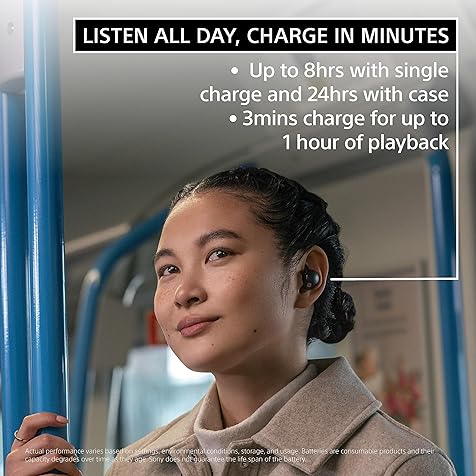 LISTEN ALL DAY, CHARGE IN MINUTES
• Up to 8hrs with single
charge and 24hrs with case
• 3mins charge for up to
1 hour of playback
Actual performance varies based on settings, environmental conditions, storage, and usage. Batteries are consumable products and their
capacity degrades over time as they age. Sony does not guarantee the life span of the battery.